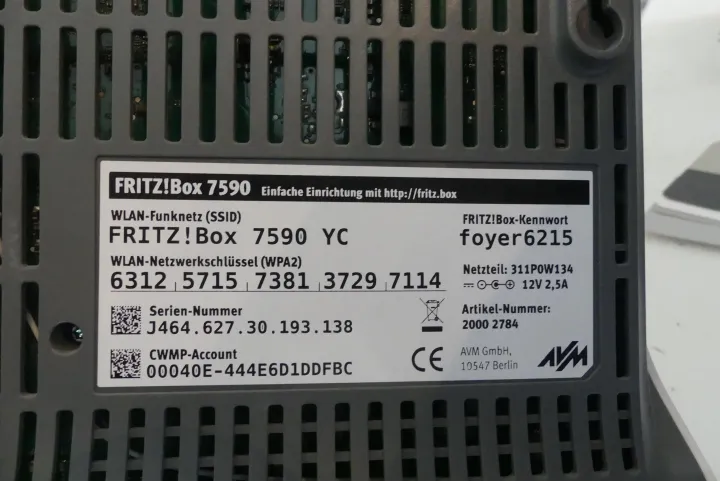 FRITZ!Box 7590 Einfache Einrichtung mit http://fritz.box
WLAN-Funknetz (SSID)
FRITZ!Box 7590 YC
WLAN-Netzwerkschlüssel (WPA2)
6312 5715 7381 3729 7114
Serien-Nummer
J464.627.30.193.138
CWMP-Account
00040E-444E6D1DDFBC
FRITZ!Box-Kennwort
foyer6215
Netzteil: 311P0W134
12V 2,5A
Artikel-Nummer:
2000 2784
CE
AVM GmbH,
10547 Berlin
AVM